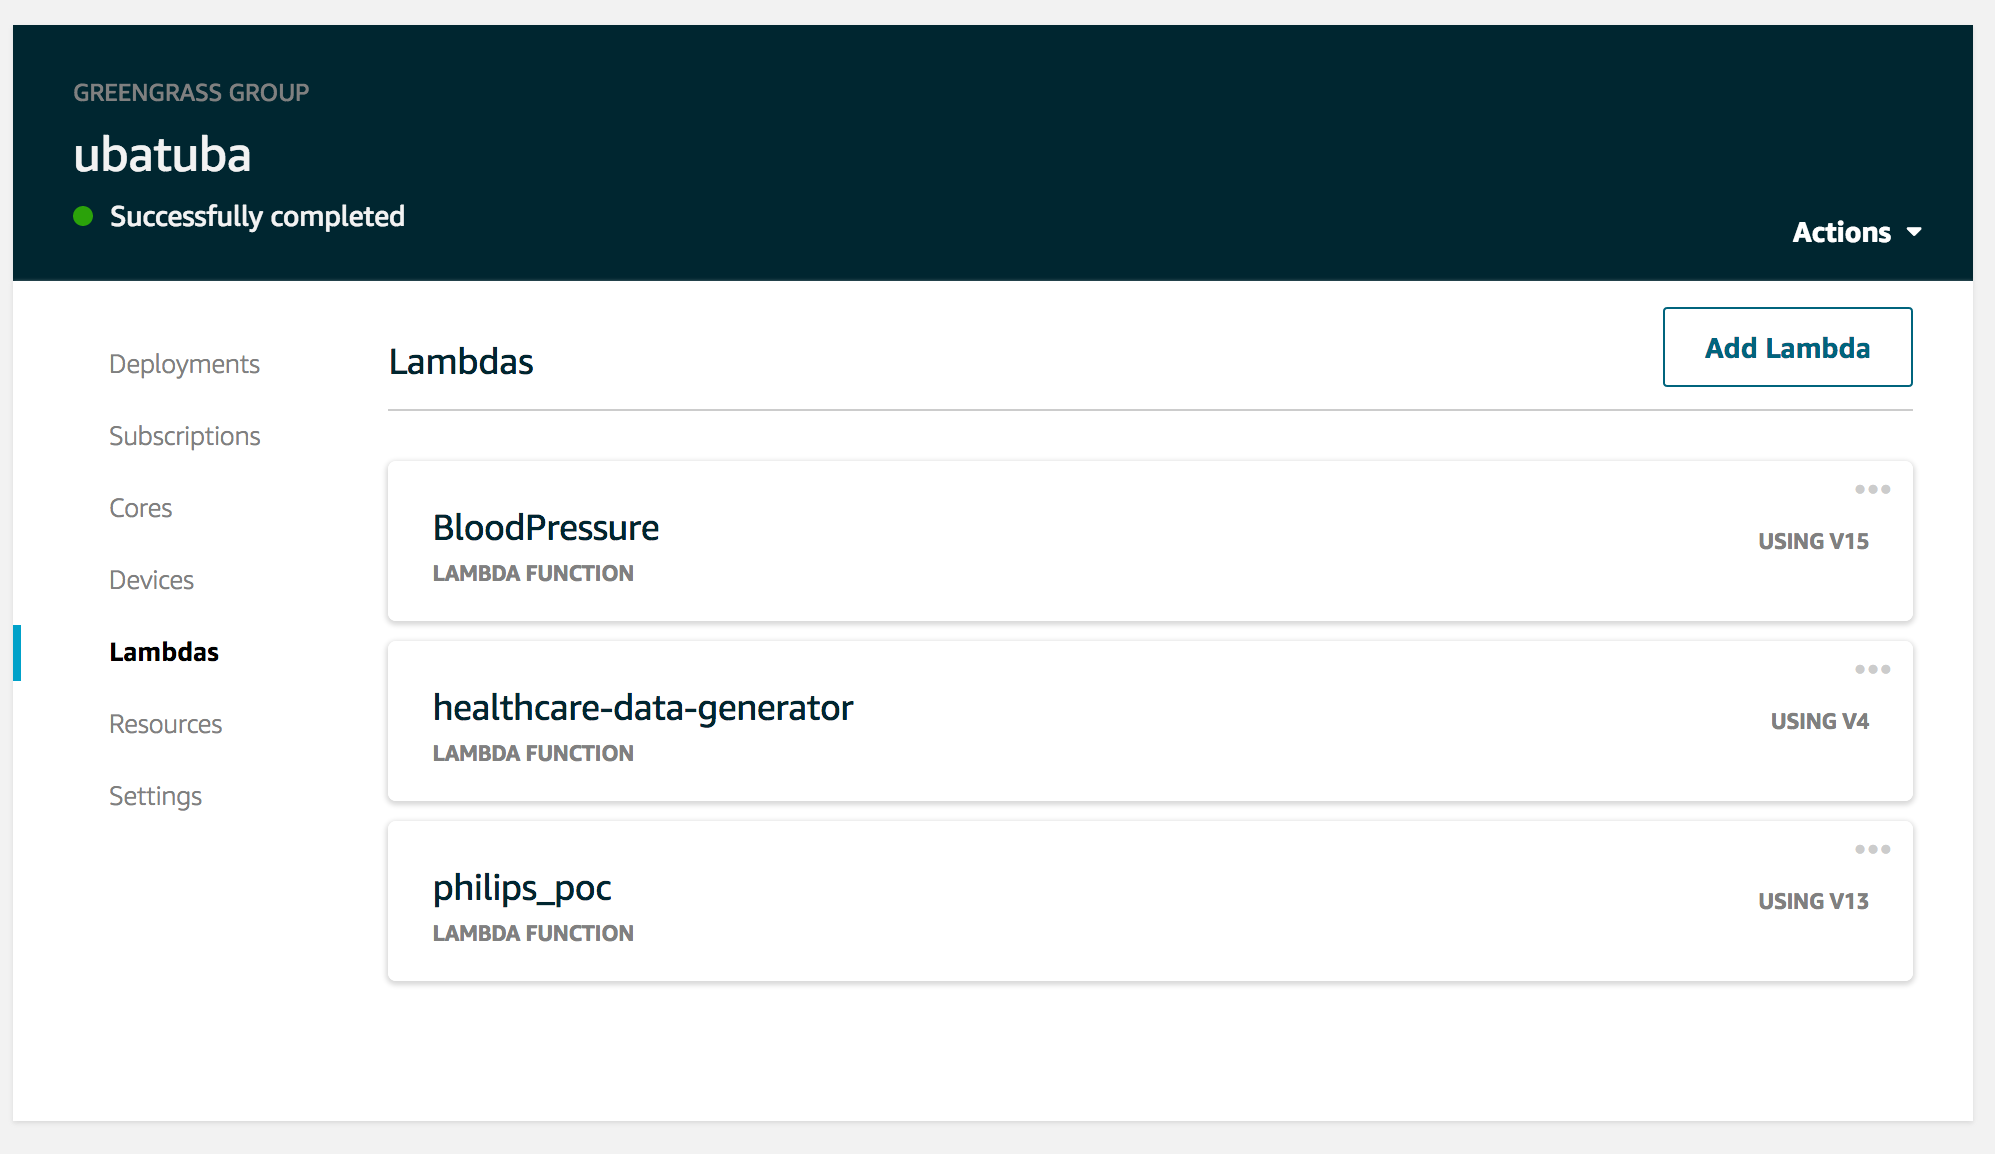 GREENGRASS GROUP
ubatuba
Successfully completed
Actions
Deployments
Subscriptions
Cores
Devices
Lambdas
Resources
Settings
Lambdas
Add Lambda
BloodPressure
LAMBDA FUNCTION
USING V15
healthcare-data-generator
LAMBDA FUNCTION
USING V4
philips_poc
LAMBDA FUNCTION
USING V13